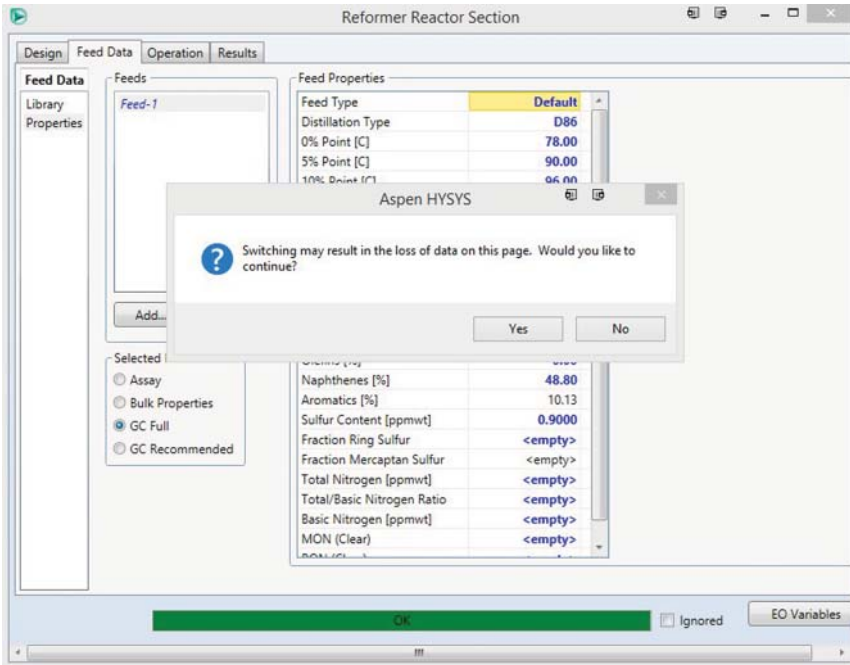 Reformer Reactor Section
Design Feed Data Operation Results
Feed Data
Library
Properties
Feeds
Feed-1
Add...
Selected
Assay
Bulk Properties
GC Full
GC Recommended
Feed Properties
Feed Type Default
Distillation Type D86
0% Point [C] 78.00
5% Point [C] 90.00
10% Point [C] 96.00
Aspen HYSYS
Switching may result in the loss of data on this page. Would you like to
continue?
Yes No
Naphthenes [%] 48.80
Aromatics [%] 10.13
Sulfur Content [ppmwt] 0.9000
Fraction Ring Sulfur <empty>
Fraction Mercaptan Sulfur <empty>
Total Nitrogen [ppmwt] <empty>
Total/Basic Nitrogen Ratio <empty>
Basic Nitrogen [ppmwt] <empty>
MON (Clear) <empty>
OK
Ignored
EO Variables